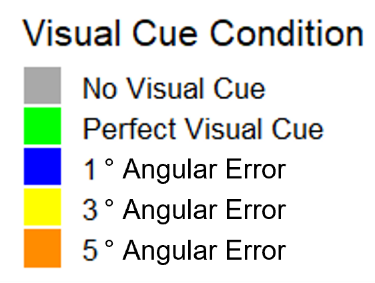 Visual Cue Condition
No Visual Cue
Perfect Visual Cue
1 ° Angular Error
3 ° Angular Error
5 ° Angular Error